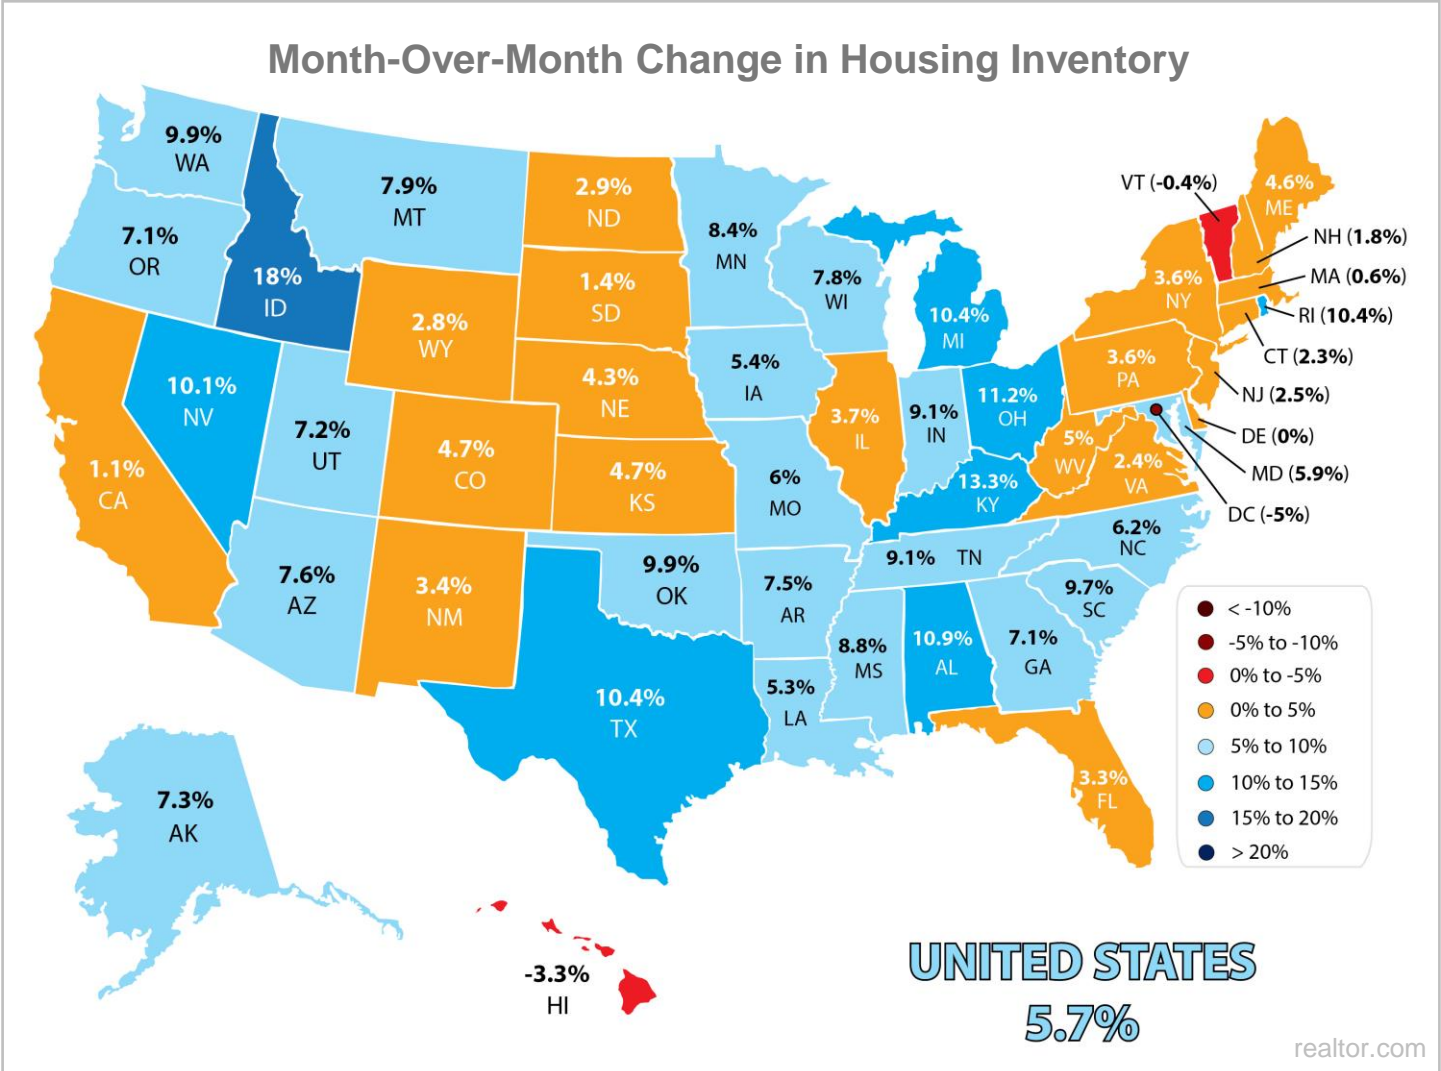 Month-Over-Month Change in Housing Inventory
9.9%
WA
7.1%
OR
18%
ID
7.9%
MT
2.9%
ND
8.4%
MN
7.8%
WI
10.4%
MI
VT (-0.4%)
4.6%
ME
NH (1.8%)
MA (0.6%)
RI (10.4%)
CT (2.3%)
NJ (2.5%)
DE (0%)
MD (5.9%)
DC (-5%)
3.6%
NY
3.6%
PA
1.4%
SD
2.8%
WY
4.3%
NE
5.4%
IA
3.7%
IL
9.1%
IN
11.2%
OH
5%
WV
2.4%
VA
13.3%
KY
10.1%
NV
7.2%
UT
4.7%
CO
4.7%
KS
6%
MO
1.1%
CA
7.6%
AZ
3.4%
NM
9.9%
OK
7.5%
AR
9.1% TN
6.2%
NC
9.7%
SC
8.8%
MS
10.9%
AL
7.1%
GA
5.3%
LA
10.4%
TX
3.3%
FL
7.3%
AK
-3.3%
HI
< -10%
-5% to -10%
0% to -5%
0% to 5%
5% to 10%
10% to 15%
15% to 20%
> 20%
UNITED STATES
5.7%
realtor.com